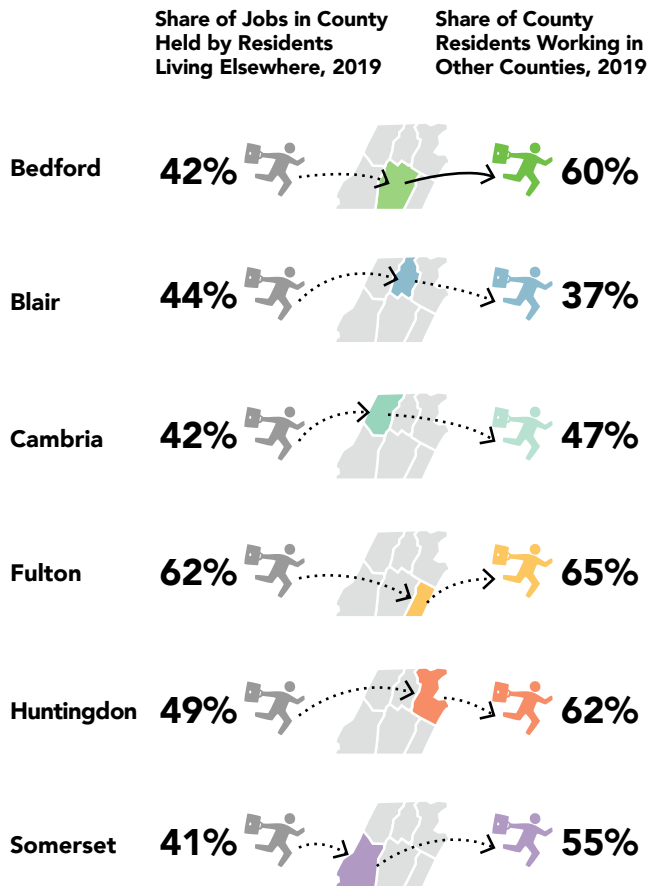 Share of Jobs in County
Held by Residents
Living Elsewhere, 2019
Share of County
Residents Working in
Other Counties, 2019
Bedford 42% 60%
Blair 44% 37%
Cambria 42% 47%
Fulton 62% 65%
Huntingdon 49% 62%
Somerset 41% 55%